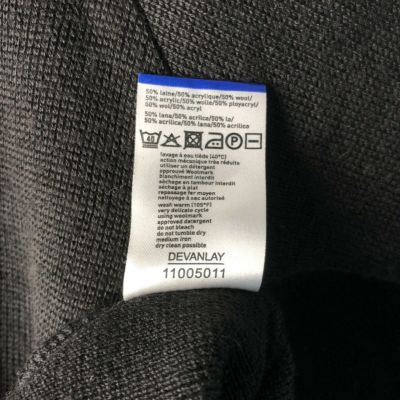 50% laine/50% acrylique/50% wool/
50% acrylic/50% wolle/50% ployacryl/
50% wol/50% acryl
50% lana/50% acrilico/50% la/
50% acrilica/50% lana/50% acrilico
40
P
lavage à eau tiède (40°C)
action mécanique très réduite
utiliser un détergent
approuvé Woolmark
blanchiment interdit
séchage en tambour interdit
séchage à plat
repassage fer moyen
nettoyage à sec autorisé
wash warm (105°F)
very delicate cycle
using woolmark
approved detergent
do not bleach
do not tumble dry
medium iron
dry clean possible
DEVANLAY
11005011